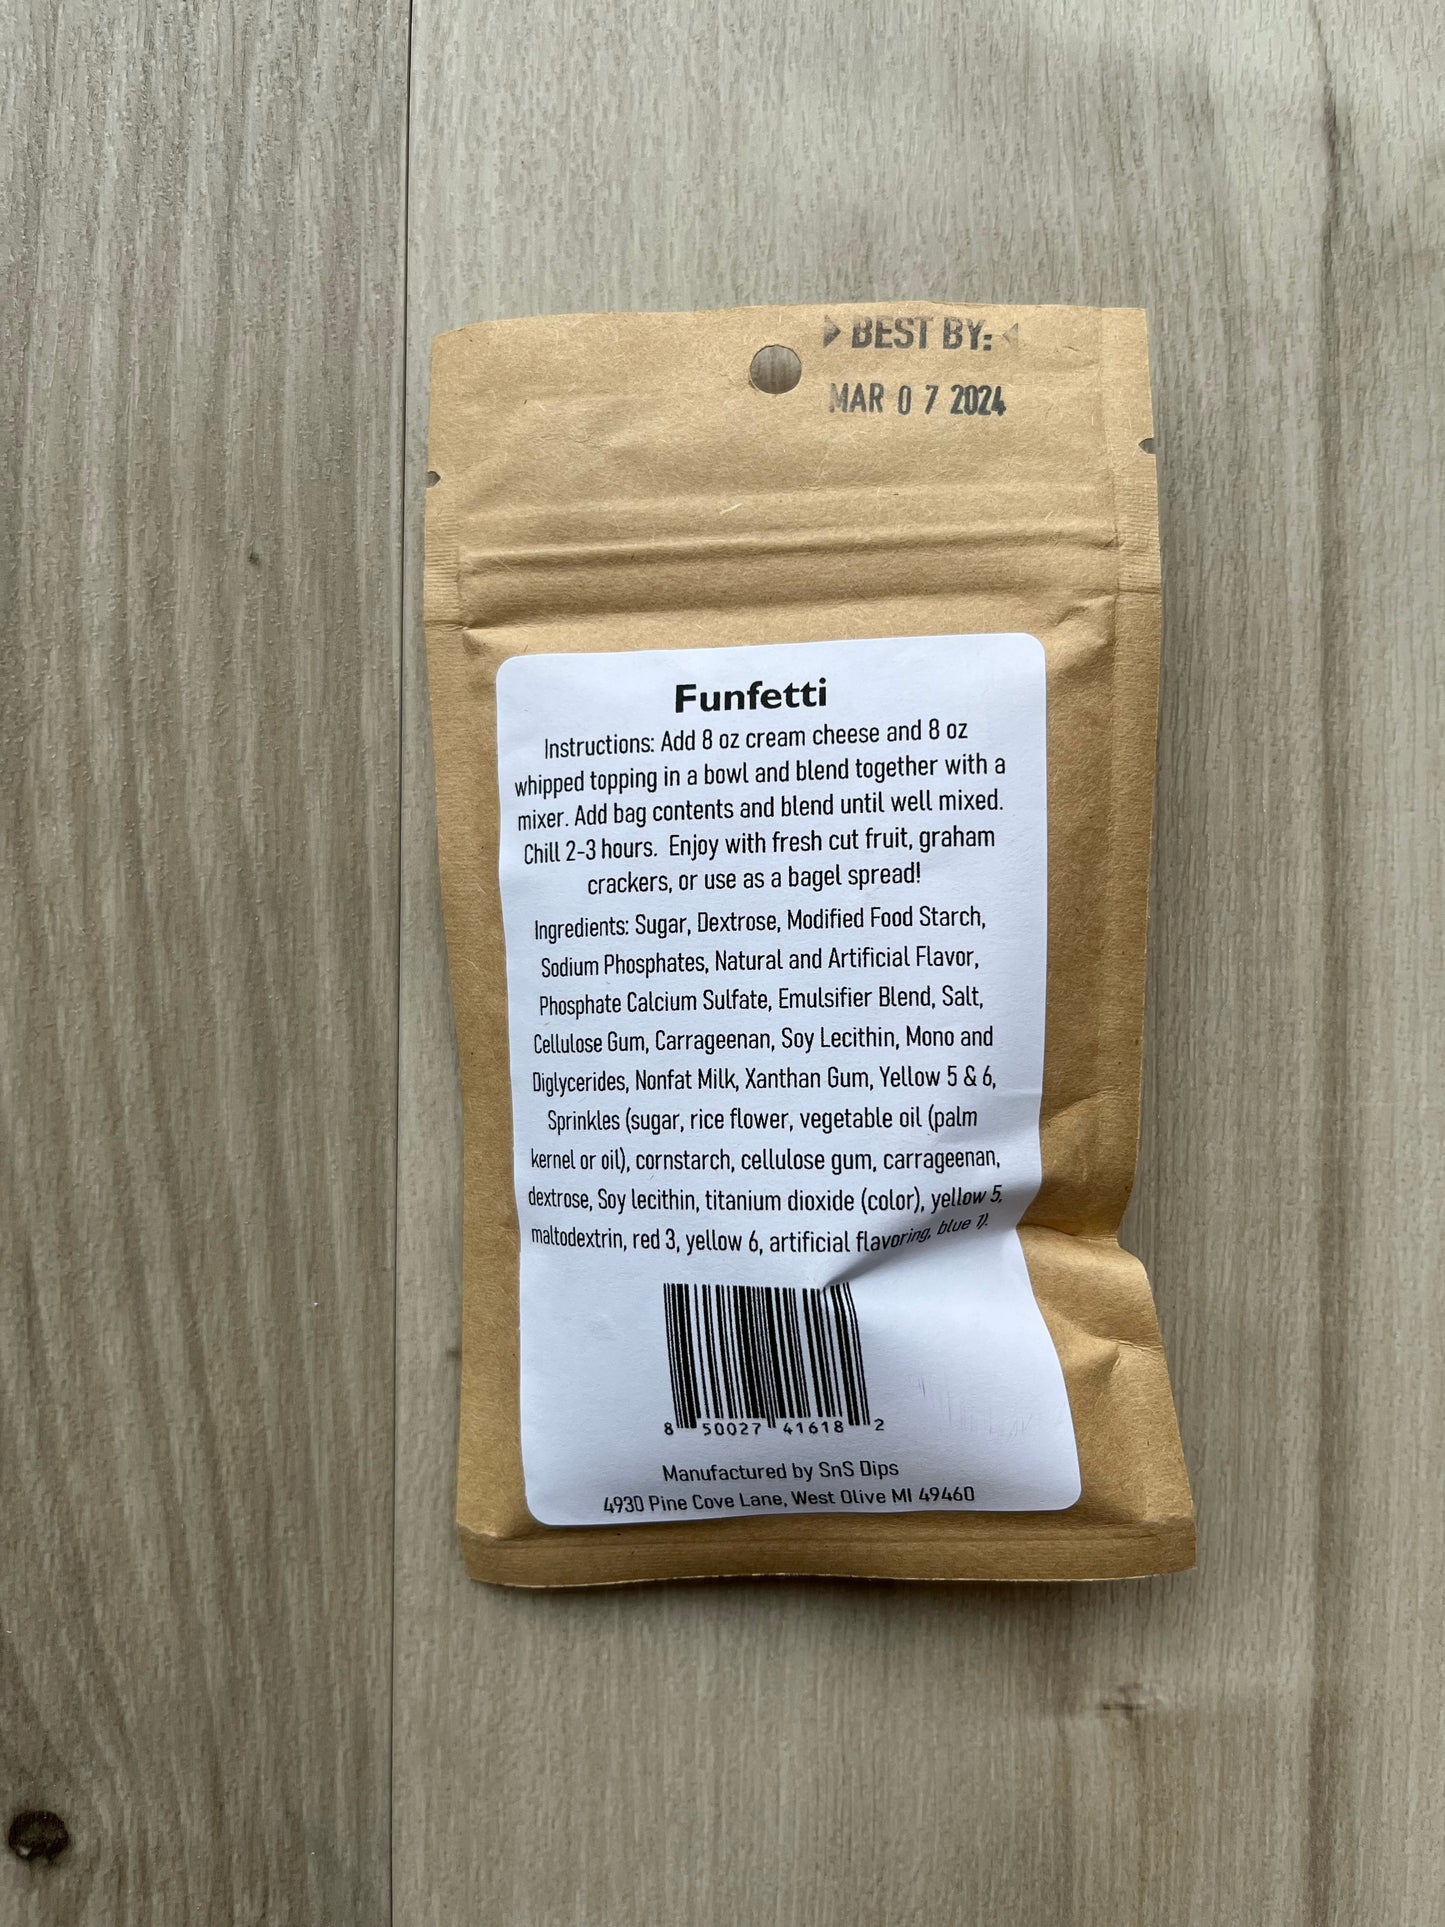 BEST BY:
MAR 07 2024
Funfetti
Instructions: Add 8 oz cream cheese and 8 oz
whipped topping in a bowl and blend together with a
mixer. Add bag contents and blend until well mixed.
Chill 2-3 hours.  Enjoy with fresh cut fruit, graham
crackers, or use as a bagel spread!
Ingredients: Sugar, Dextrose, Modified Food Starch,
Sodium Phosphates, Natural and Artificial Flavor,
Phosphate Calcium Sulfate, Emulsifier Blend, Salt,
Cellulose Gum, Carrageenan, Soy Lecithin, Mono and
Diglycerides, Nonfat Milk, Xanthan Gum, Yellow 5 & 6,
Sprinkles (sugar, rice flower, vegetable oil (palm
kernel or oil), cornstarch, cellulose gum, carrageenan,
dextrose, Soy lecithin, titanium dioxide (color), yellow 5,
maltodextrin, red 3, yellow 6, artificial flavoring, blue 1).
8 50027 41618 2
Manufactured by SnS Dips
4930 Pine Cove Lane, West Olive MI 49460